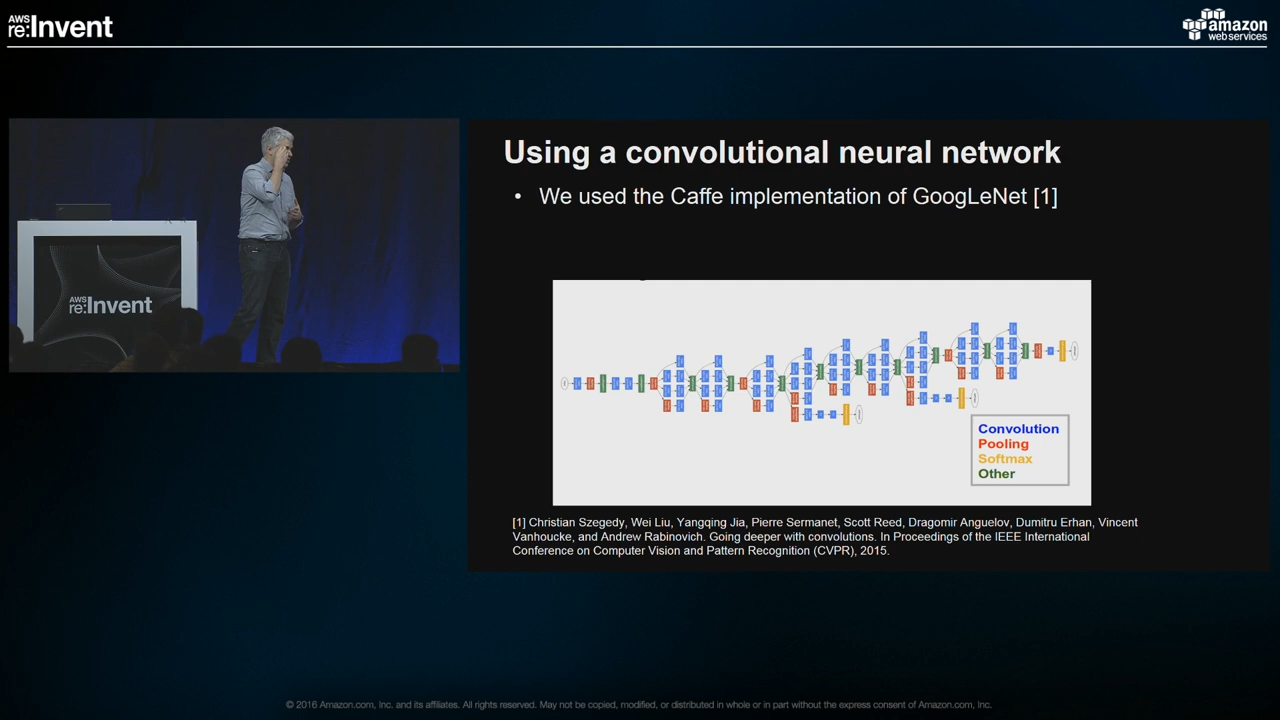 AWS
re:Invent
amazon
web services
Using a convolutional neural network
• We used the Caffe implementation of GoogLeNet [1]
AWS
re:Invent
Convolution
Pooling
Softmax
Other
[1] Christian Szegedy, Wei Liu, Yangqing Jia, Pierre Sermanet, Scott Reed, Dragomir Anguelov, Dumitru Erhan, Vincent
Vanhoucke, and Andrew Rabinovich. Going deeper with convolutions. In Proceedings of the IEEE International
Conference on Computer Vision and Pattern Recognition (CVPR), 2015.
© 2016 Amazon.com, Inc. and its affiliates. All rights reserved. May not be copied, modified, or distributed in whole or in part without the express consent of Amazon.com, Inc.